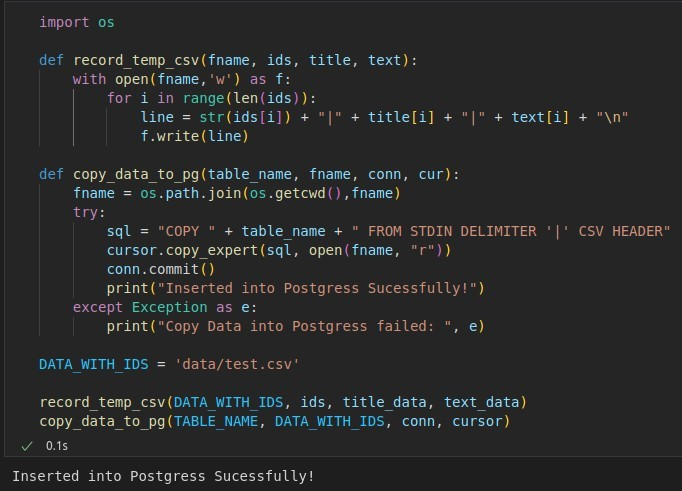 import os
def record_temp_csv(fname, ids, title, text):
    with open(fname,'w') as f:
        for i in range(len(ids)):
            line = str(ids[i]) + "|" + title[i] + "|" + text[i] + "\n"
            f.write(line)
def copy_data_to_pg(table_name, fname, conn, cur):
    fname = os.path.join(os.getcwd(),fname)
    try:
        sql = "COPY " + table_name + " FROM STDIN DELIMITER '|' CSV HEADER"
        cursor.copy_expert(sql, open(fname, "r"))
        conn.commit()
        print("Inserted into Postgress Sucessfully!")
    except Exception as e:
        print("Copy Data into Postgress failed: ", e)
DATA_WITH_IDS = 'data/test.csv'
record_temp_csv(DATA_WITH_IDS, ids, title_data, text_data)
copy_data_to_pg(TABLE_NAME, DATA_WITH_IDS, conn, cursor)
0.1s
Inserted into Postgress Sucessfully!